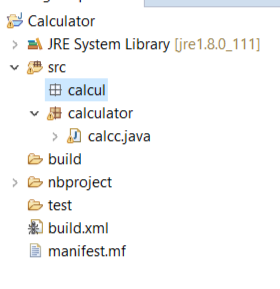 Calculator
JRE System Library [jre1.8.0_111]
src
calcul
calculator
calcc.java
build
nbproject
test
build.xml
manifest.mf